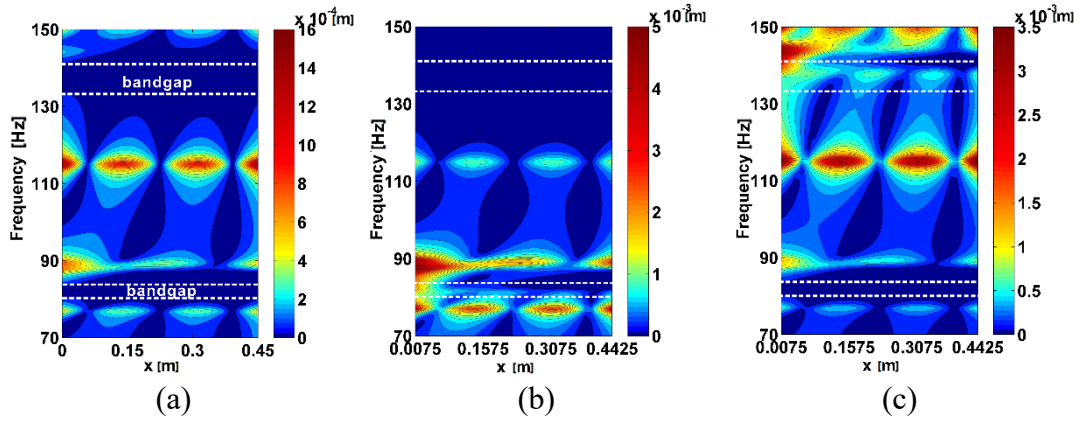 x 10⁻⁴ [m]
150
130
110
90
70
Frequency [Hz]
bandgap
bandgap
0 0.15 0.3 0.45
x [m]
16
14
12
10
8
6
4
2
0
(a)
x 10⁻³ [m]
150
130
110
90
70
Frequency [Hz]
0.0075 0.1575 0.3075 0.4425
x [m]
5
4
3
2
1
0
(b)
x 10⁻³ [m]
150
130
110
90
70
Frequency [Hz]
0.0075 0.1575 0.3075 0.4425
x [m]
3.5
3
2.5
2
1.5
1
0.5
0
(c)